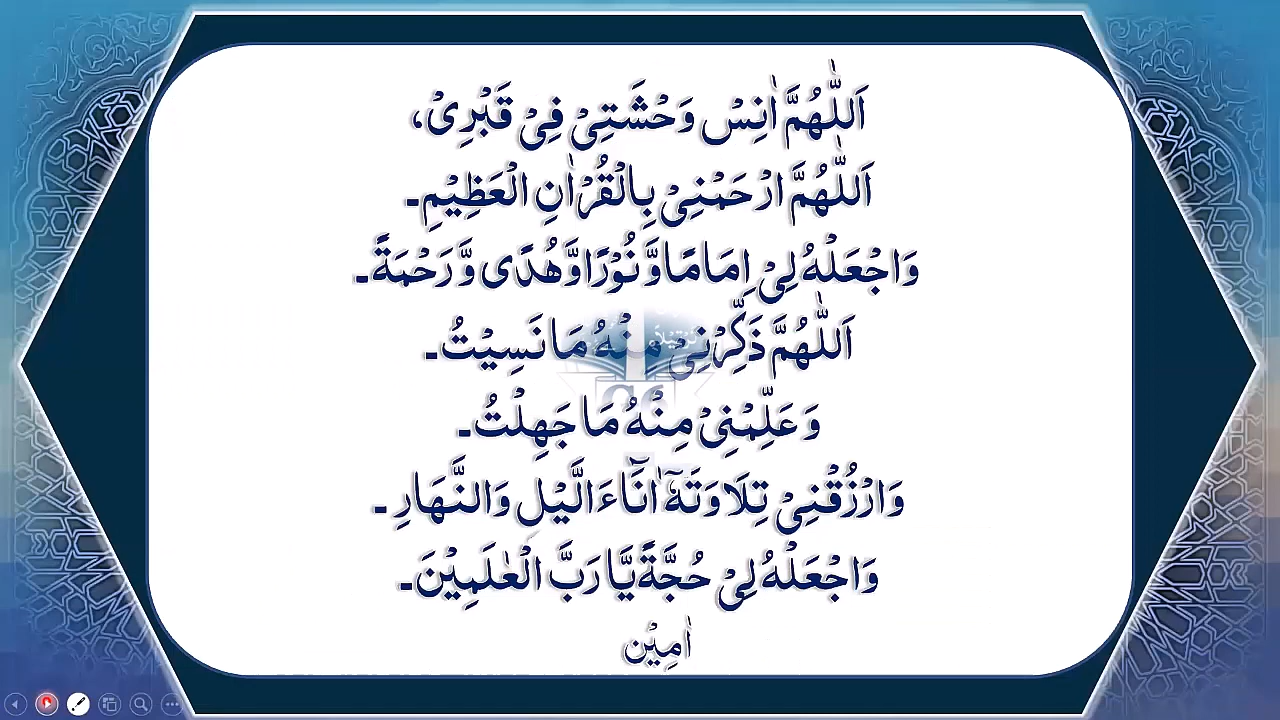 اَللّٰهُمَّ اٰنِسْ وَحْشَتِيْ فِيْ قَبْرِيْ،
اَللّٰهُمَّ ارْحَمْنِيْ بِالْقُرْاٰنِ الْعَظِيْمِ۔
وَاجْعَلْهُ لِيْ اِمَامًا وَّنُوْرًا وَّهُدًى وَّرَحْمَةً۔
اَللّٰهُمَّ ذَكِّرْنِيْ مِنْهُ مَا نَسِيْتُ۔
وَعَلِّمْنِيْ مِنْهُ مَا جَهِلْتُ۔
وَارْزُقْنِيْ تِلَاوَتَهٗۤ اٰنَآءَ الَّيْلِ وَالنَّهَارِ۔
وَاجْعَلْهُ لِيْ حُجَّةً يَّا رَبَّ الْعٰلَمِيْنَ۔
اٰمِيْن